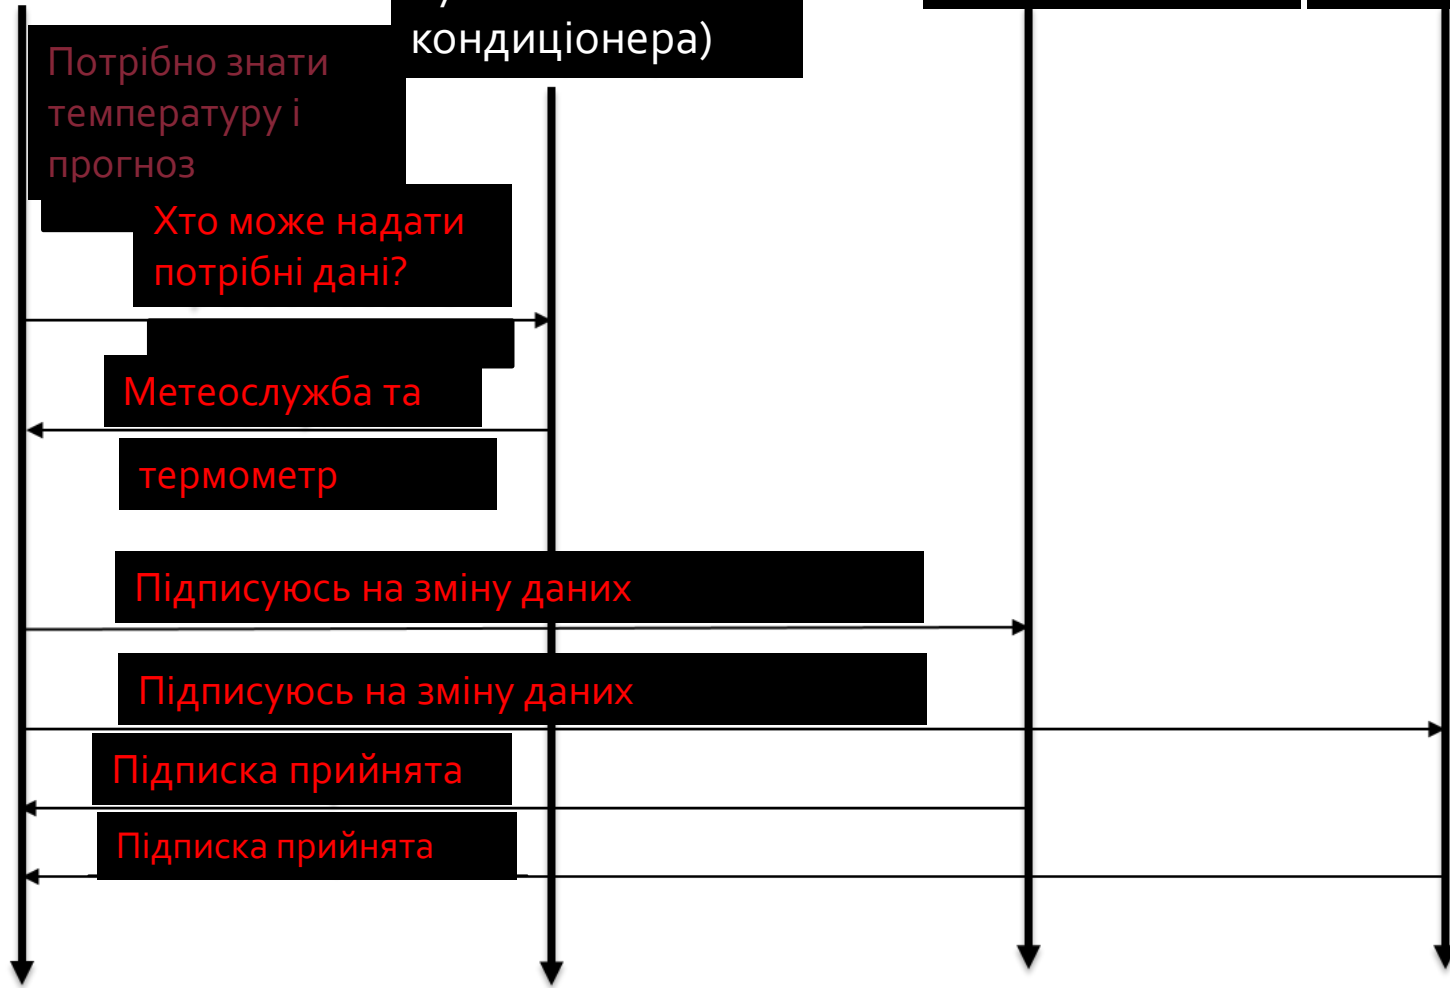 кондиціонера)
Потрібно знати
температуру і
прогноз
Хто може надати
потрібні дані?
Метеослужба та
термометр
Підписуюсь на зміну даних
Підписуюсь на зміну даних
Підписка прийнята
Підписка прийнята